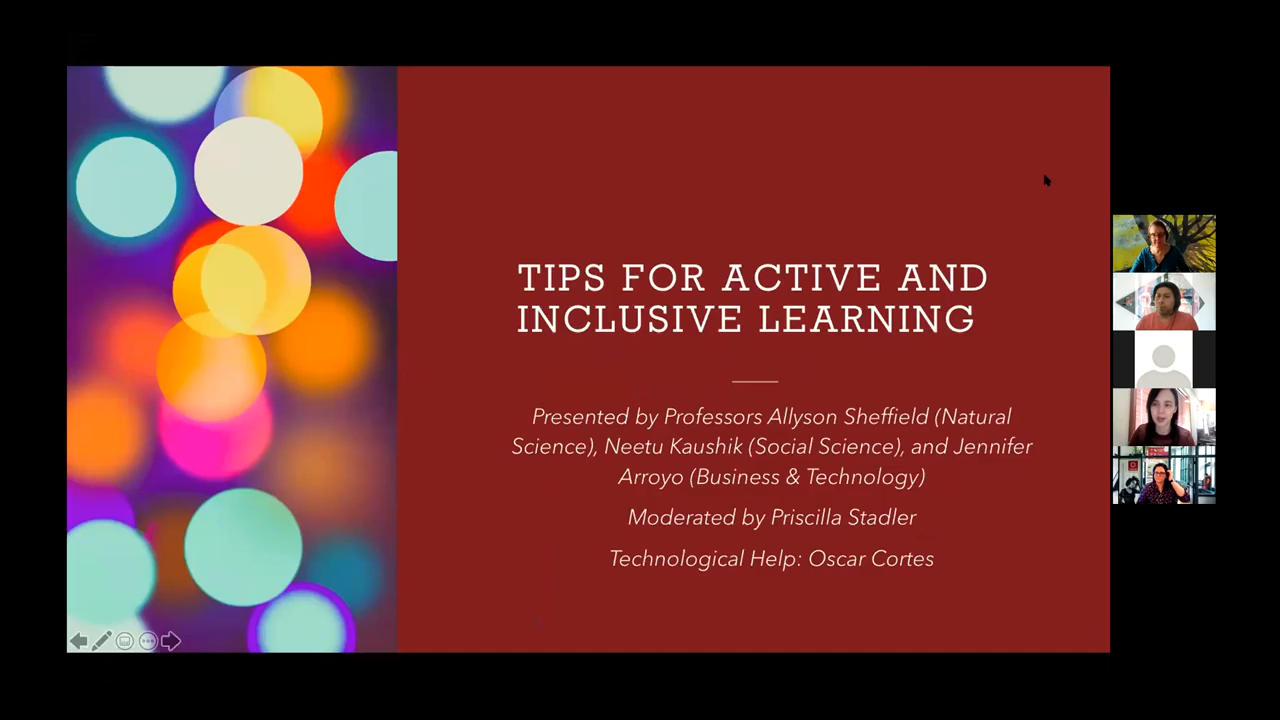 TIPS FOR ACTIVE AND
INCLUSIVE LEARNING
Presented by Professors Allyson Sheffield (Natural
Science), Neetu Kaushik (Social Science), and Jennifer
Arroyo (Business & Technology)
Moderated by Priscilla Stadler
Technological Help: Oscar Cortes